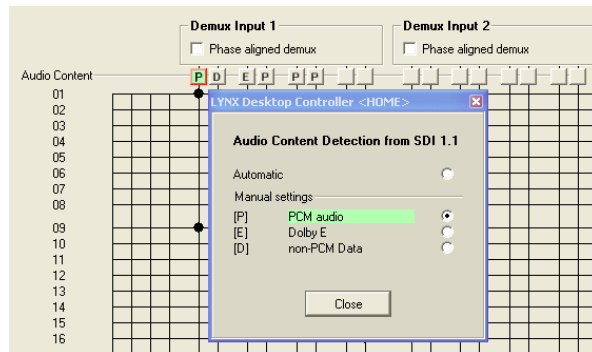 Demux Input 1
Demux Input 2
Phase aligned demux
Phase aligned demux
Audio Content
P D E P P P
01
02
03
04
05
06
07
08
09
10
11
12
13
14
15
16
LYNX Desktop Controller <HOME>
Audio Content Detection from SDI 1.1
Automatic
Manual settings
[P] PCM audio
[E] Dolby E
[D] non-PCM Data
Close